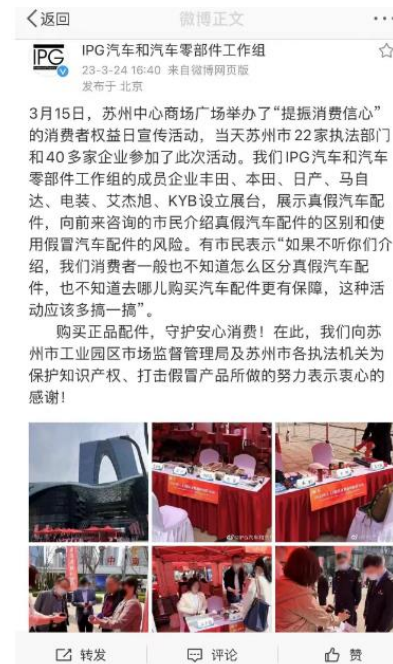 返回
微博正文
IPG
IPG汽车和汽车零部件工作组
23-3-24 16:40 来自微博网页版
发布于 北京
3月15日，苏州中心商场广场举办了“提振消费信心”
的消费者权益日宣传活动，当天苏州市22家执法部门
和40多家企业参加了此次活动。我们IPG汽车和汽车
零部件工作组的成员企业丰田、本田、日产、马自
达、电装、艾杰旭、KYB设立展台，展示真假汽车配
件，向前来咨询的市民介绍真假汽车配件的区别和使
用假冒汽车配件的风险。有市民表示“如果不听你们介
绍，我们消费者一般也不知道怎么区分真假汽车配
件，也不知道去哪儿购买汽车配件更有保障，这种活
动应该多搞一搞”。
购买正品配件，守护安心消费！在此，我们向苏
州市工业园区市场监督管理局及苏州市各执法机关为
保护知识产权、打击假冒产品所做的努力表示衷心的
感谢！
转发
评论
赞